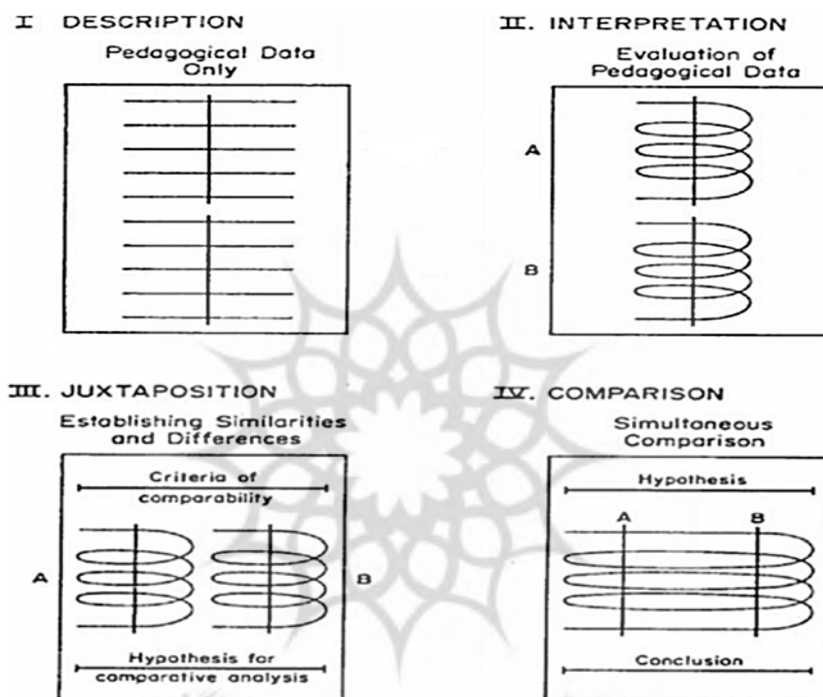 I DESCRIPTION
Pedagogical Data
Only
II. INTERPRETATION
Evaluation of
Pedagogical Data
A
B
III. JUXTAPOSITION
Establishing Similarities
and Differences
Criteria of
comparability
A
B
Hypothesis for
comparative analysis
IV. COMPARISON
Simultaneous
Comparison
Hypothesis
A B
Conclusion